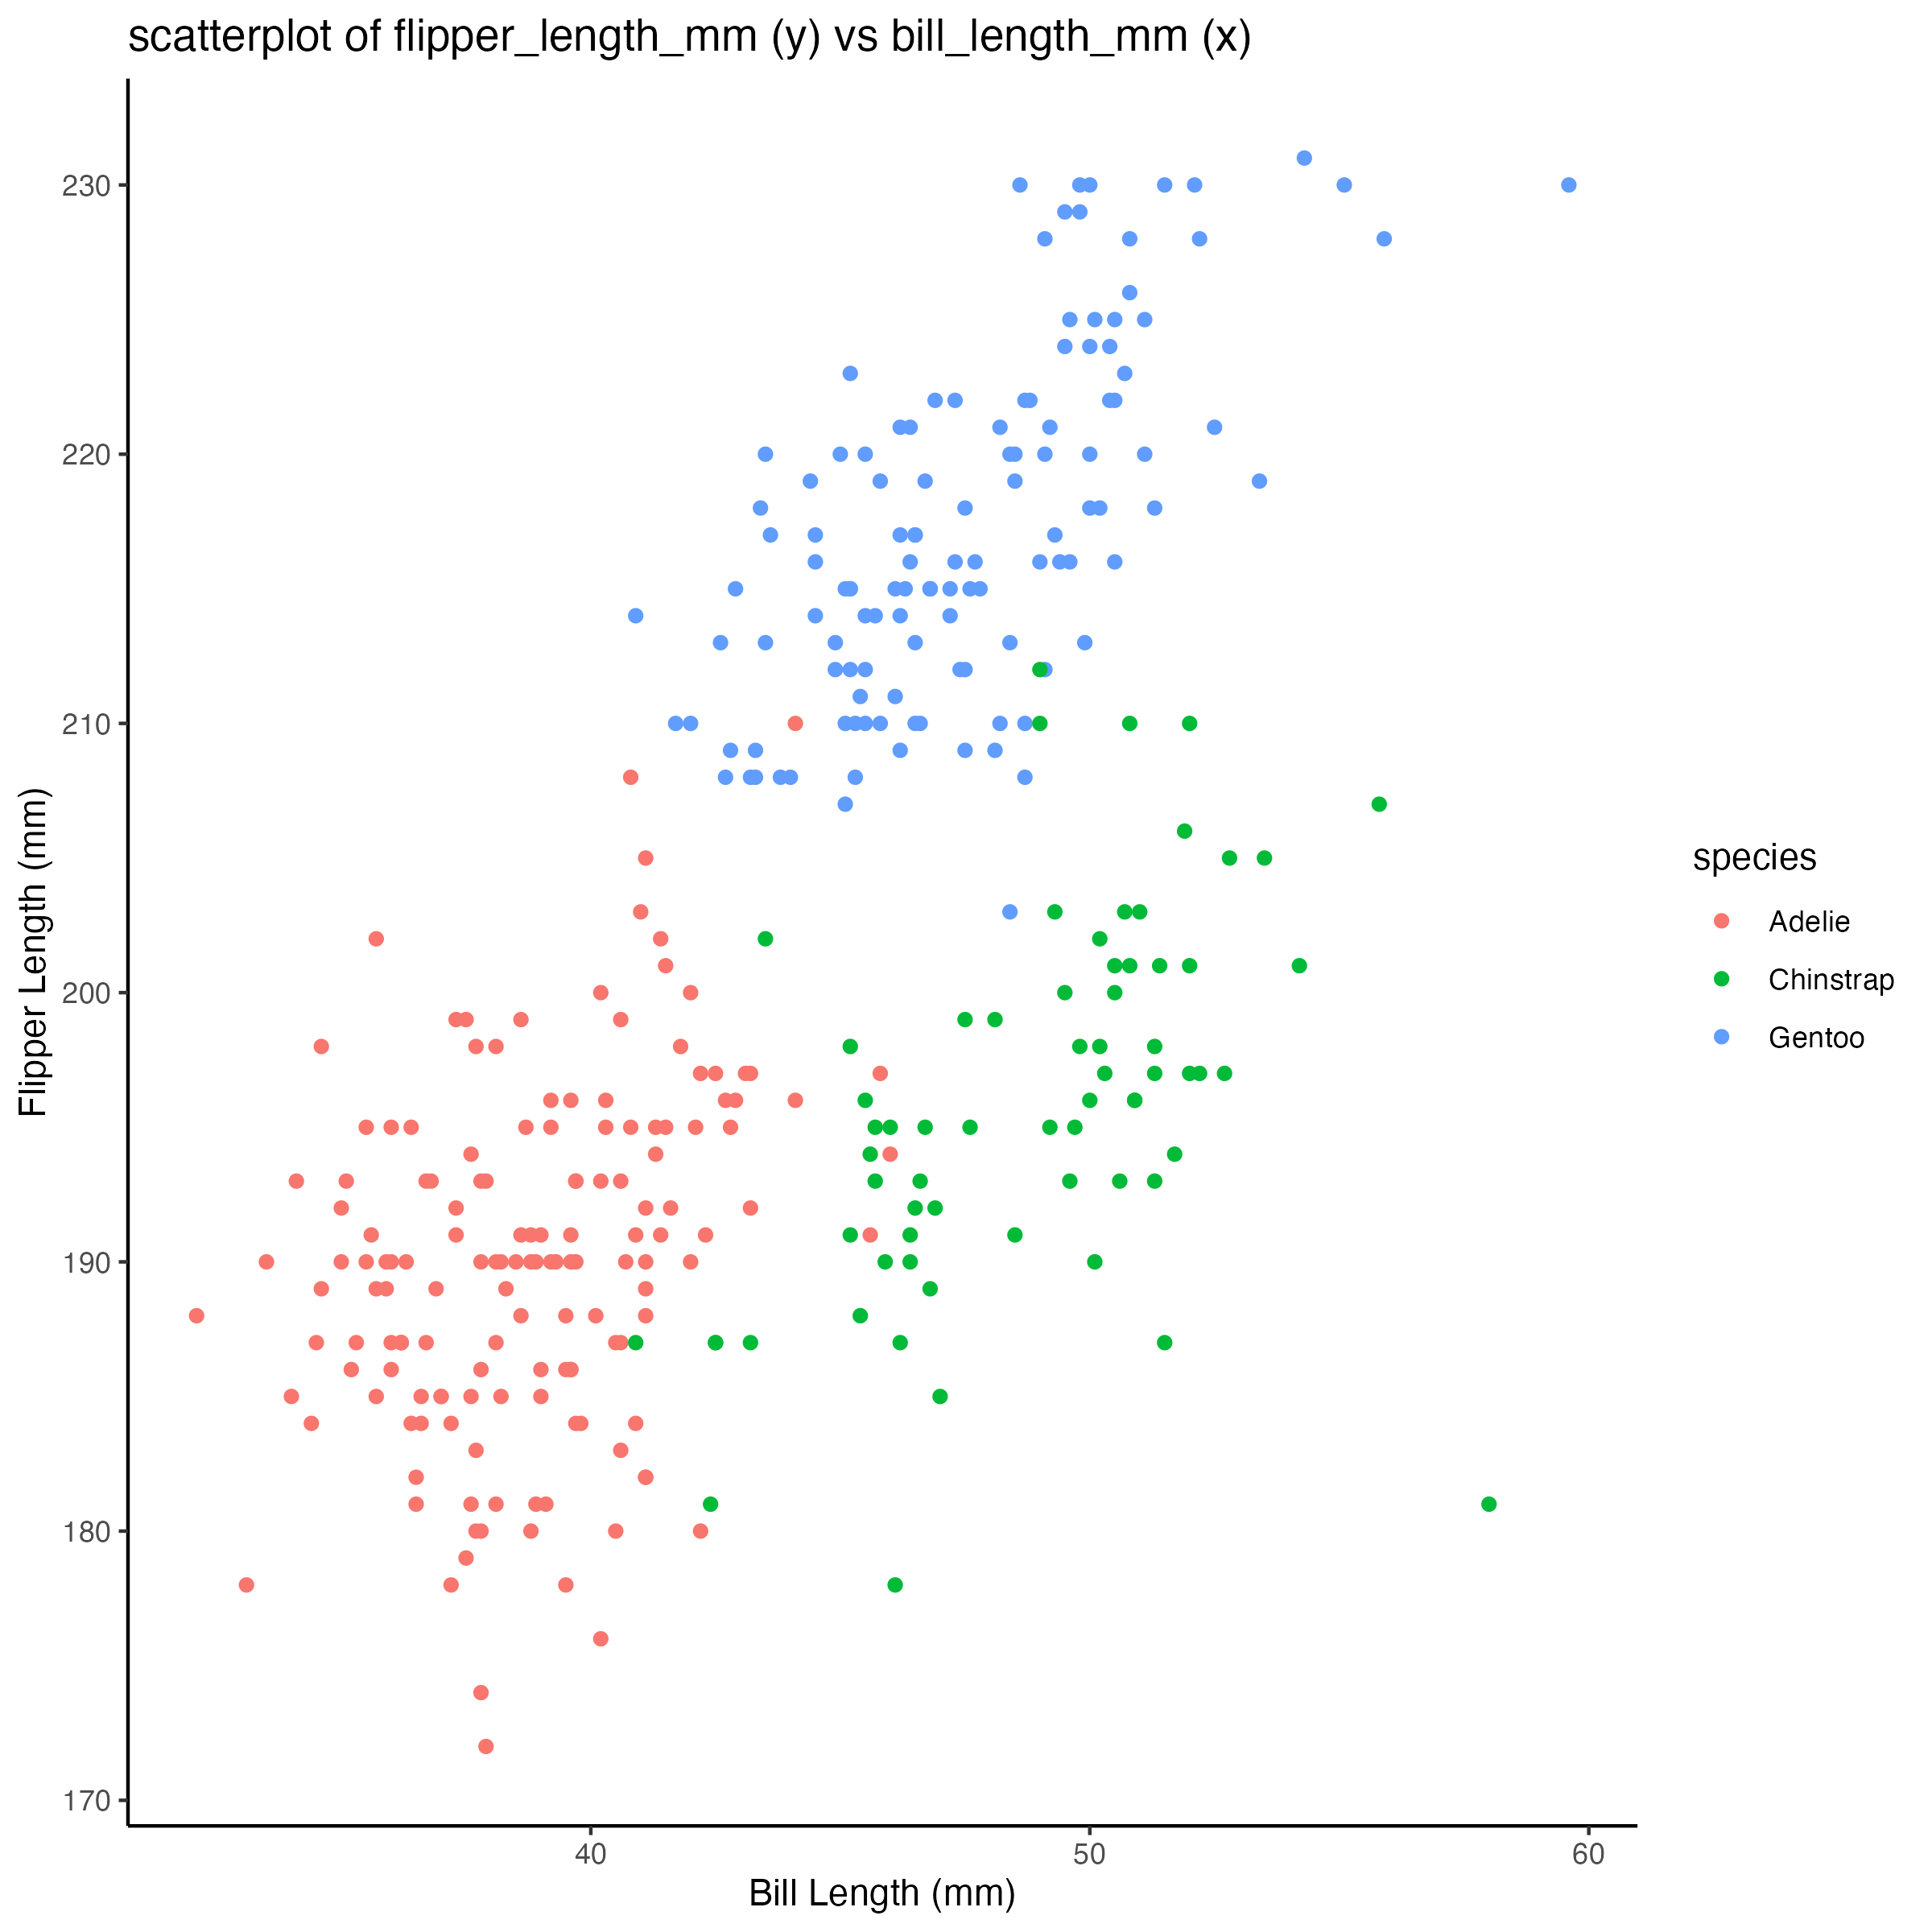 scatterplot of flipper_length_mm (y) vs bill_length_mm (x)
230
220
210
200
190
180
170
Flipper Length (mm)
40 50 60
Bill Length (mm)
species
Adelie
Chinstrap
Gentoo